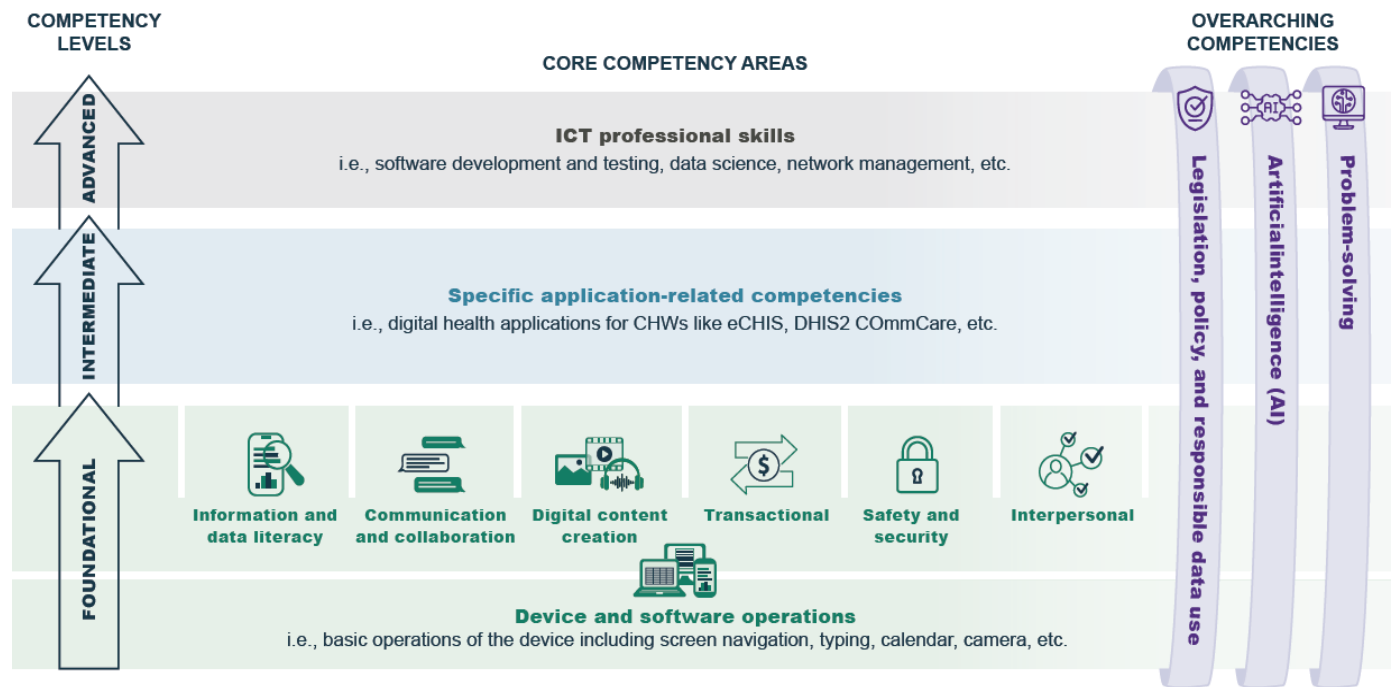 COMPETENCY
LEVELS
CORE COMPETENCY AREAS
OVERARCHING
COMPETENCIES
ADVANCED
ICT professional skills
i.e., software development and testing, data science, network management, etc.
INTERMEDIATE
Specific application-related competencies
i.e., digital health applications for CHWs like eCHIS, DHIS2 COmmCare, etc.
FOUNDATIONAL
$
Information and
data literacy
Communication
and collaboration
Digital content
creation
Transactional
Safety and
security
Interpersonal
Device and software operations
i.e., basic operations of the device including screen navigation, typing, calendar, camera, etc.
Legislation, policy, and responsible data use
AI
Artificialintelligence (AI)
Problem-solving